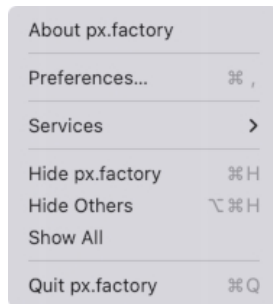 About px.factory
Preferences... ⌘ ,
Services >
Hide px.factory ⌘H
Hide Others ⌥⌘H
Show All
Quit px.factory ⌘Q